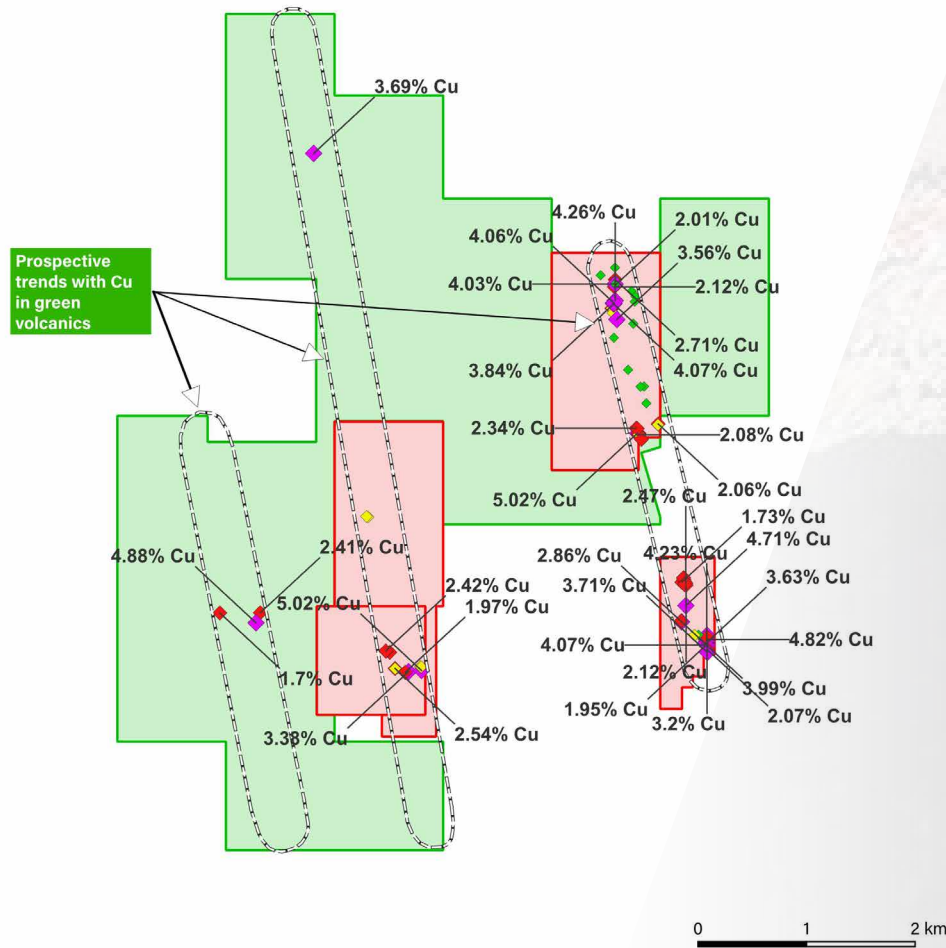 3.69% Cu
4.26% Cu
2.01% Cu
4.06% Cu
3.56% Cu
Prospective
trends with Cu
in green
volcanics
4.03% Cu
2.12% Cu
2.71% Cu
3.84% Cu
4.07% Cu
2.34% Cu
2.08% Cu
5.02% Cu
2.47% Cu
2.06% Cu
1.73% Cu
4.71% Cu
4.88% Cu
2.41% Cu
2.86% Cu
4.23% Cu
3.71% Cu
3.63% Cu
5.02% Cu
2.42% Cu
1.97% Cu
4.07% Cu
4.82% Cu
1.7% Cu
2.12% Cu
3.99% Cu
1.95% Cu
2.07% Cu
3.2% Cu
3.38% Cu
2.54% Cu
0 1 2 km